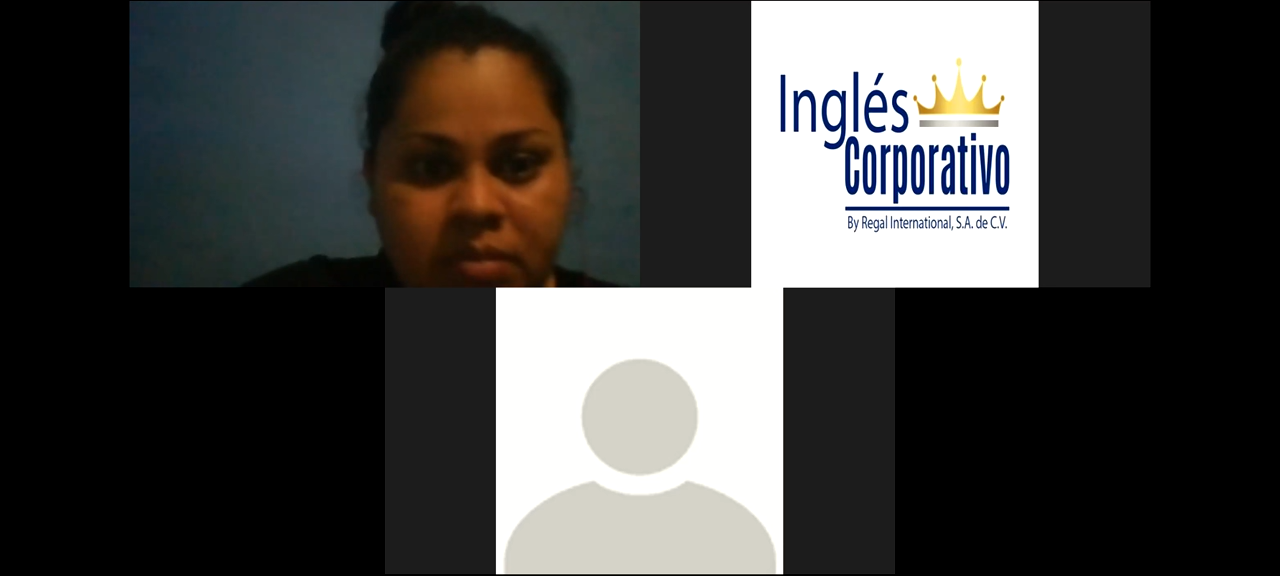 Inglés
Corporativo
By Regal International, S.A. de C.V.